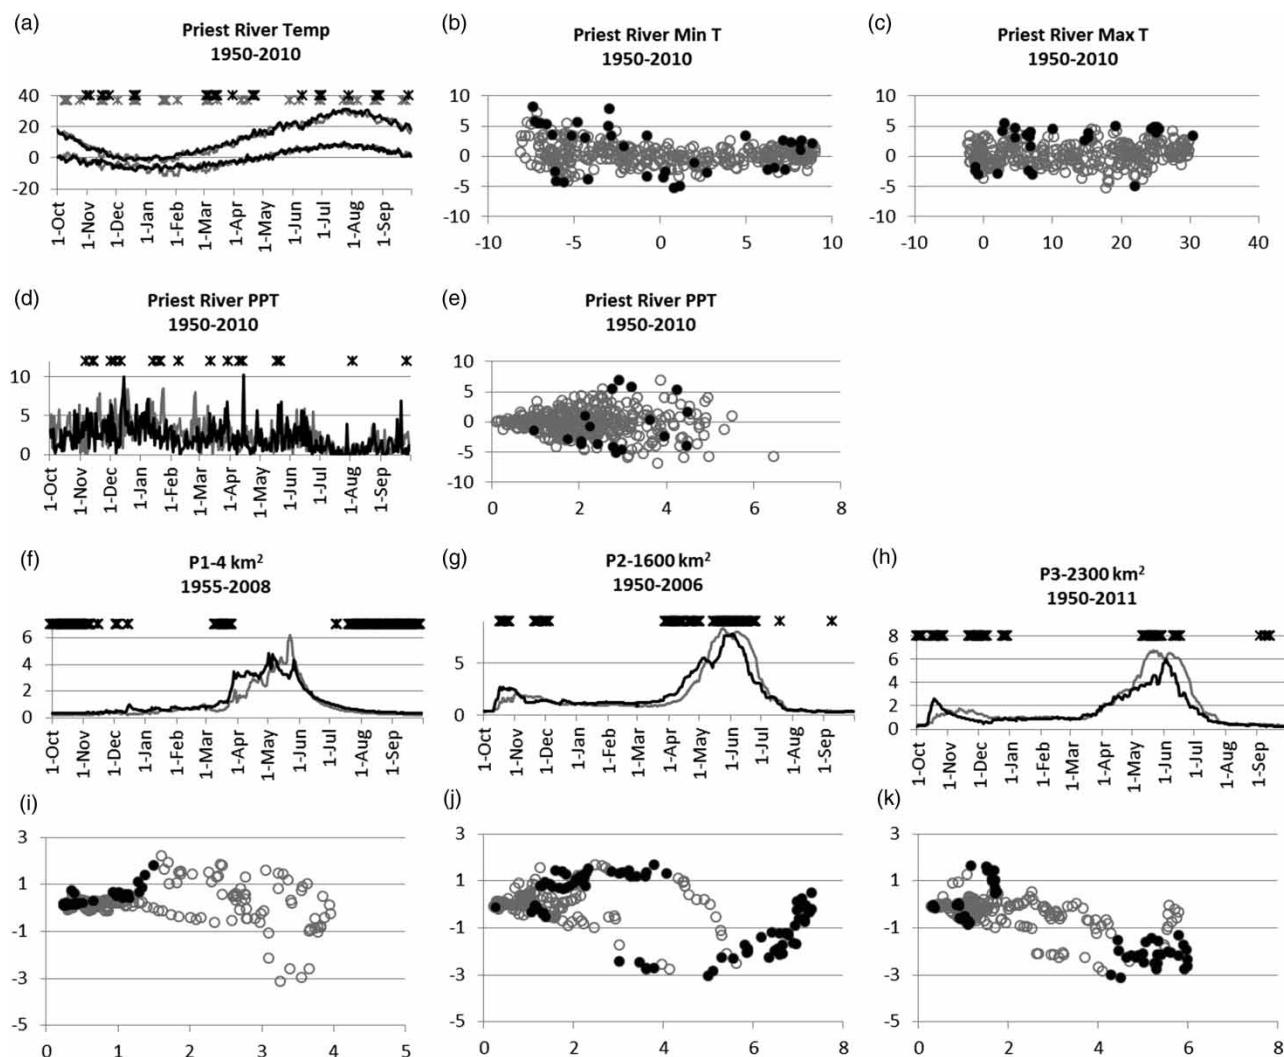 (a)
Priest River Temp
1950-2010
40
20
0
-20
1-Oct
1-Nov
1-Dec
1-Jan
1-Feb
1-Mar
1-Apr
1-May
1-Jun
1-Jul
1-Aug
1-Sep
(b)
Priest River Min T
1950-2010
10
5
0
-5
-10
-10
-5
0
5
10
(c)
Priest River Max T
1950-2010
10
5
0
-5
-10
-10
0
10
20
30
40
(d)
Priest River PPT
1950-2010
10
5
0
1-Oct
1-Nov
1-Dec
1-Jan
1-Feb
1-Mar
1-Apr
1-May
1-Jun
1-Jul
1-Aug
1-Sep
(e)
Priest River PPT
1950-2010
10
5
0
-5
-10
0
2
4
6
8
(f)
P1-4 km²
1955-2008
6
4
2
0
1-Oct
1-Nov
1-Dec
1-Jan
1-Feb
1-Mar
1-Apr
1-May
1-Jun
1-Jul
1-Aug
1-Sep
(g)
P2-1600 km²
1950-2006
5
0
1-Oct
1-Nov
1-Dec
1-Jan
1-Feb
1-Mar
1-Apr
1-May
1-Jun
1-Jul
1-Aug
1-Sep
(h)
P3-2300 km²
1950-2011
8
6
4
2
0
1-Oct
1-Nov
1-Dec
1-Jan
1-Feb
1-Mar
1-Apr
1-May
1-Jun
1-Jul
1-Aug
1-Sep
(i)
3
1
-1
-3
-5
0
1
2
3
4
5
(j)
3
1
-1
-3
-5
0
2
4
6
8
(k)
3
1
-1
-3
-5
0
2
4
6
8